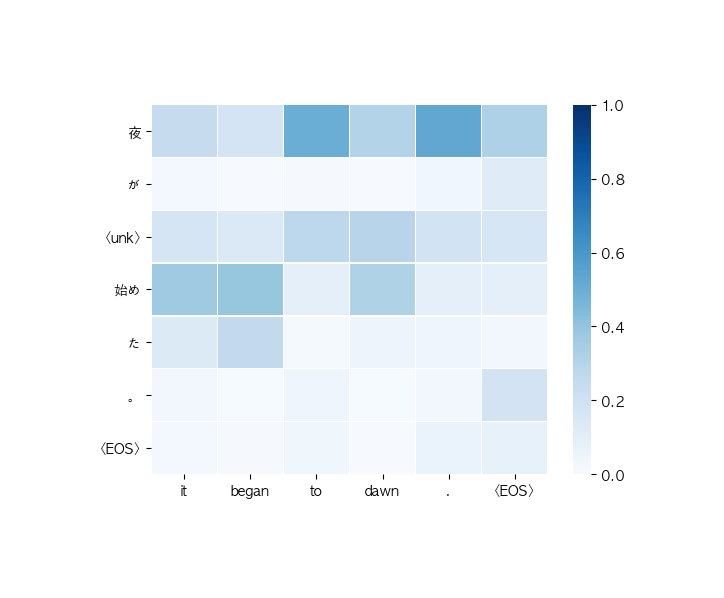 夜
が
〈unk〉
始め
た
。
〈EOS〉
it began to dawn . 〈EOS〉
1.0
0.8
0.6
0.4
0.2
0.0